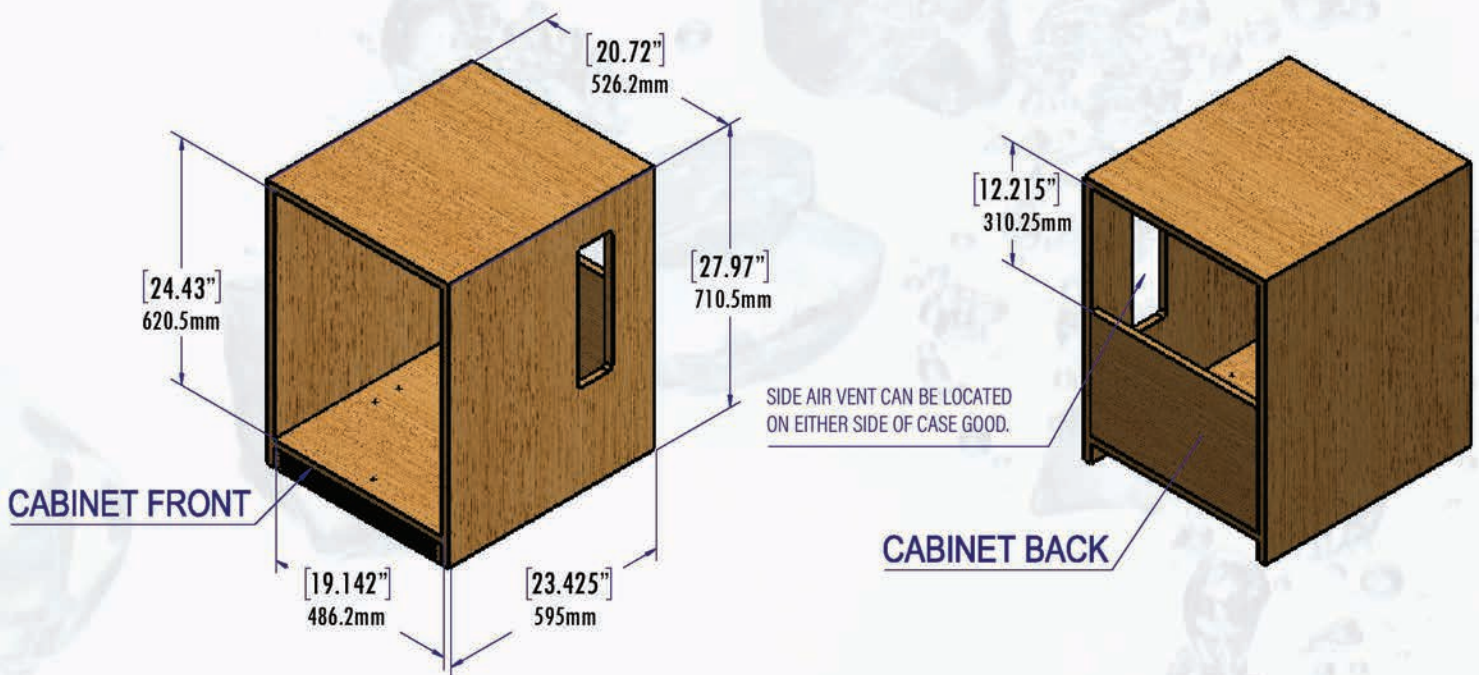 [20.72”]
526.2mm
[24.43”]
620.5mm
[27.97”]
710.5mm
CABINET FRONT
[19.142”]
486.2mm
[23.425”]
595mm
[12.215”]
310.25mm
SIDE AIR VENT CAN BE LOCATED
ON EITHER SIDE OF CASE GOOD.
CABINET BACK